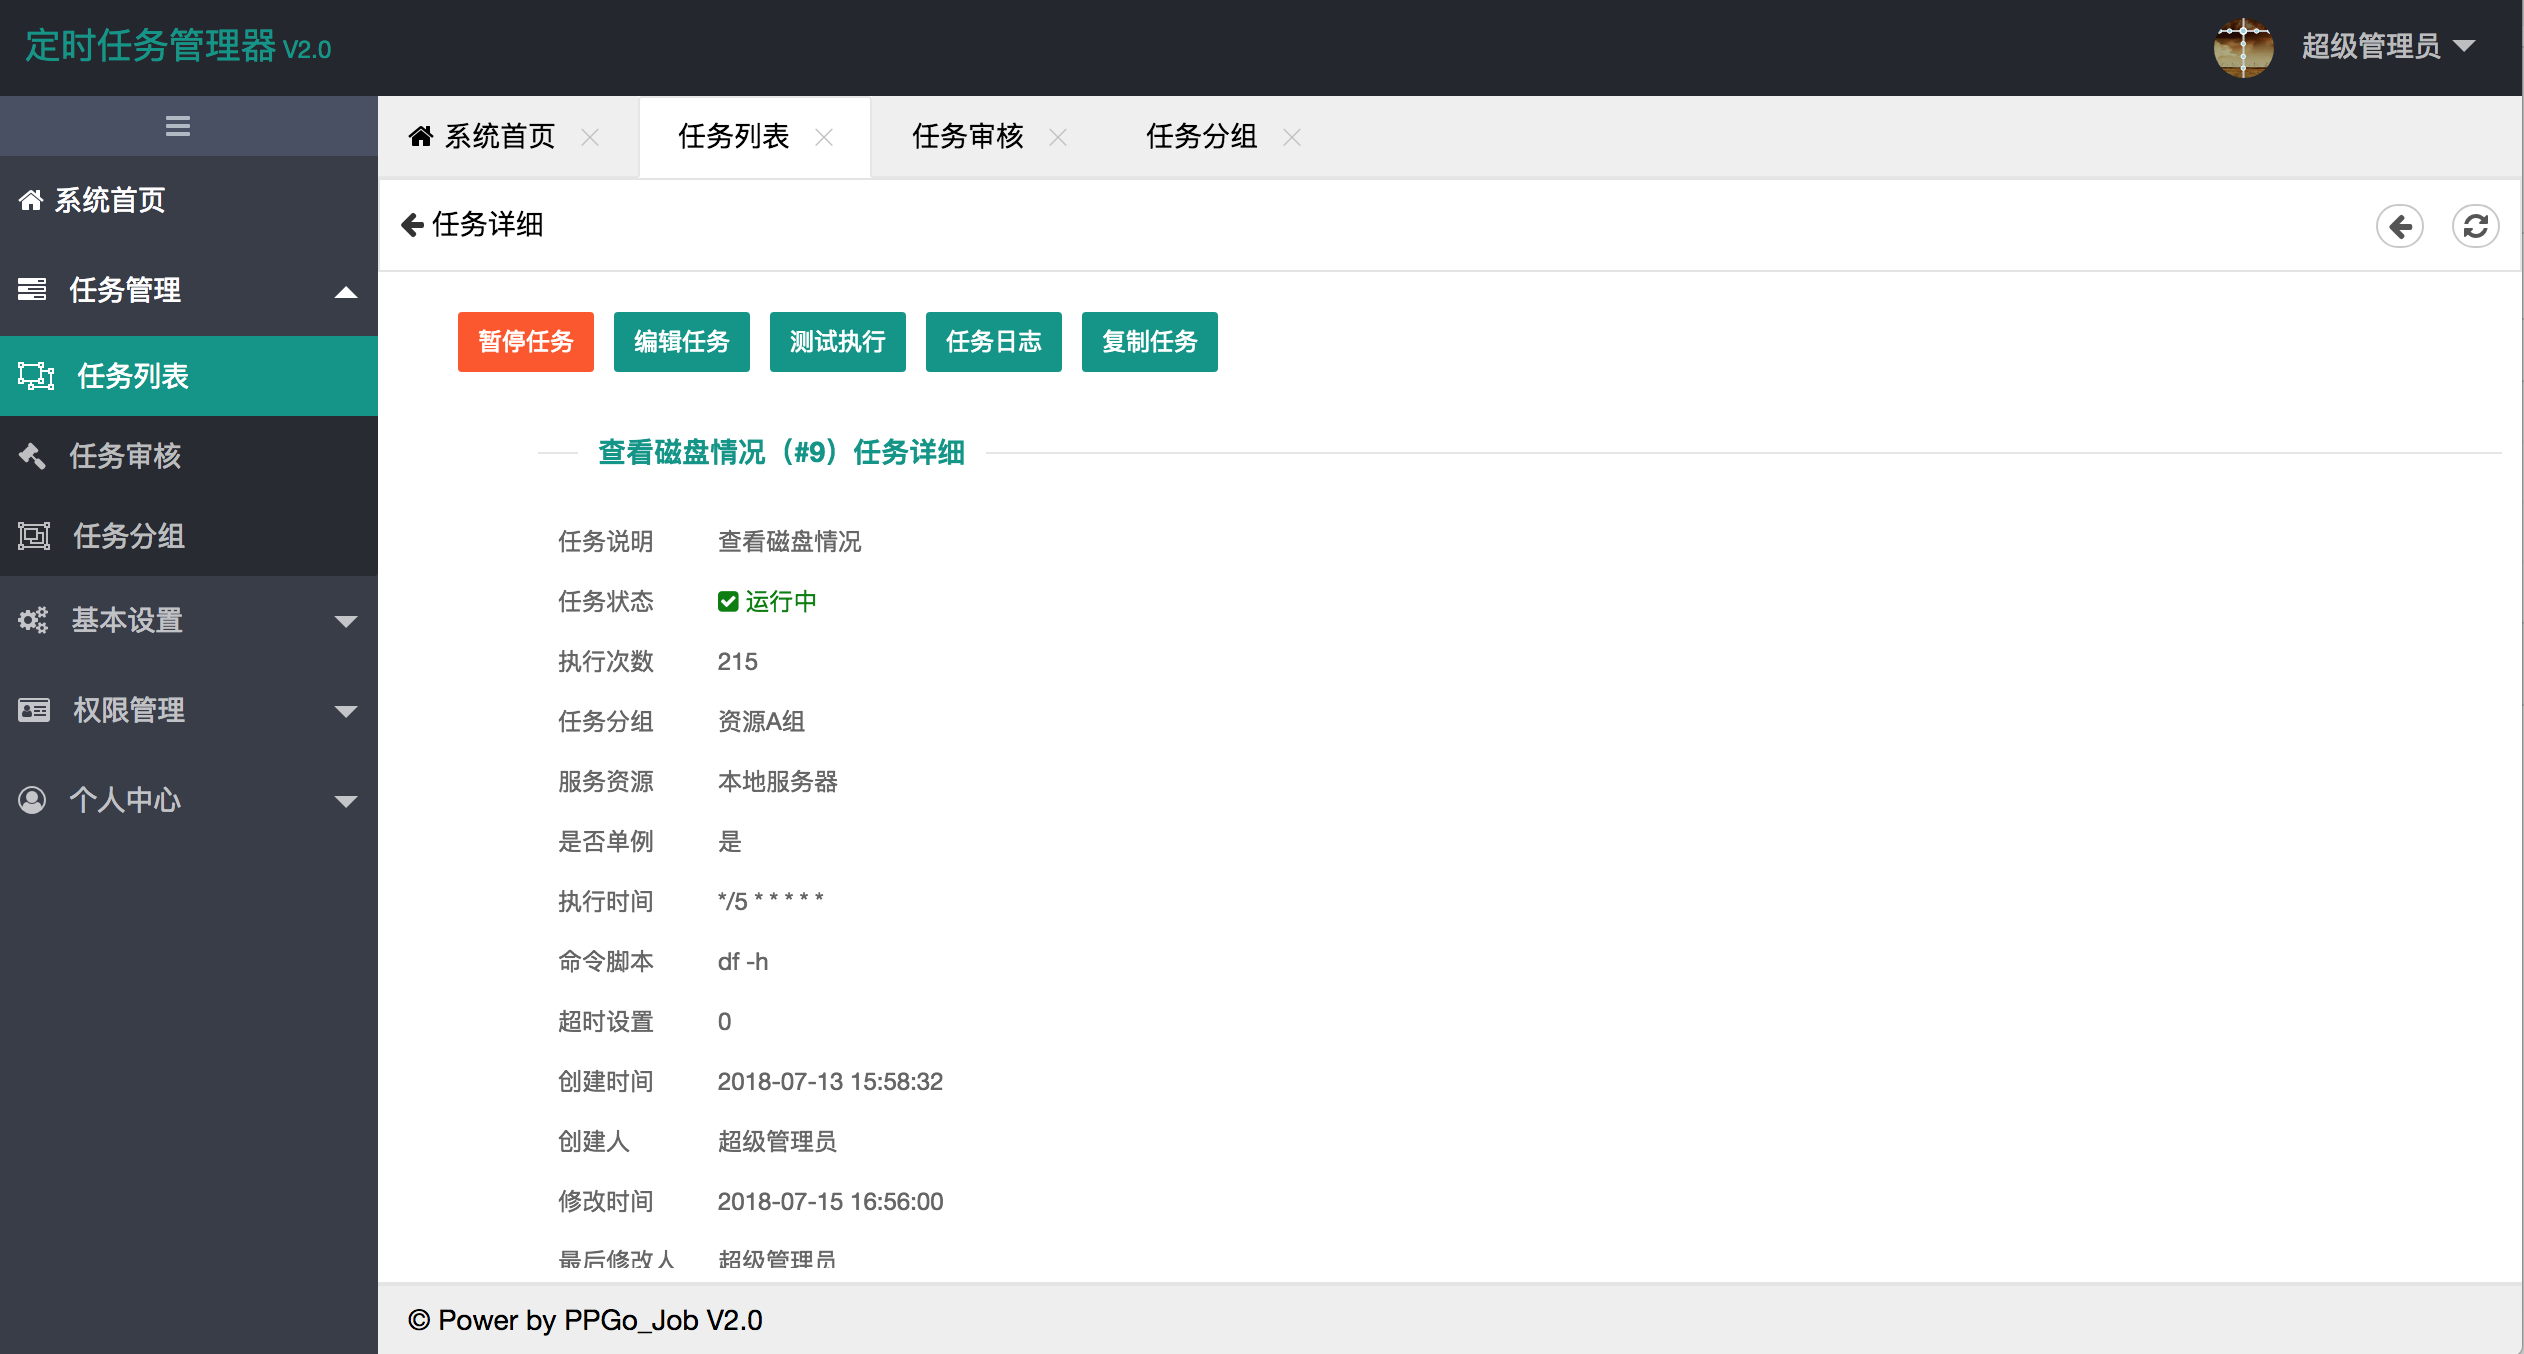 定时任务管理器 V2.0
超级管理员
系统首页
任务列表
任务审核
任务分组
系统首页
任务管理
任务列表
任务审核
任务分组
基本设置
权限管理
个人中心
任务详细
暂停任务 编辑任务 测试执行 任务日志 复制任务
查看磁盘情况（#9）任务详细
任务说明 查看磁盘情况
任务状态 运行中
执行次数 215
任务分组 资源A组
服务资源 本地服务器
是否单例 是
执行时间 */5 * * * * *
命令脚本 df -h
超时设置 0
创建时间 2018-07-13 15:58:32
创建人 超级管理员
修改时间 2018-07-15 16:56:00
最后修改人 超级管理员
© Power by PPGo_Job V2.0